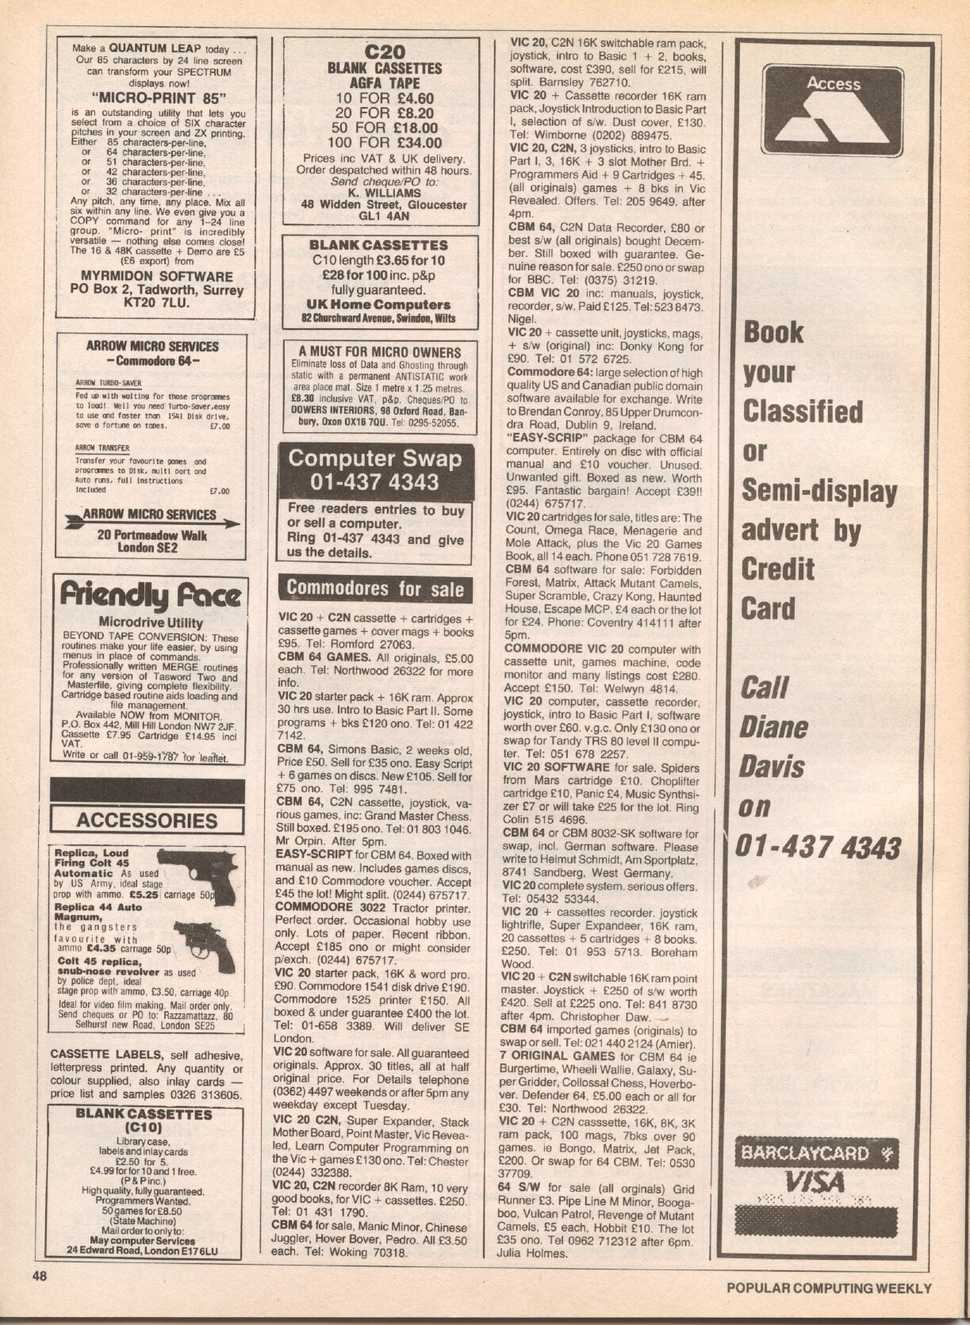 Make a QUANTUM LEAP today . . .
Our 85 characters by 24 line screen
can transform your SPECTRUM
displays now!
"MICRO-PRINT 85"
is an outstanding utility that lets you
select from a choice of SIX character
pitches in your screen and ZX printing.
Either 85 characters-per-line,
or 64 characters-per-line,
or 51 characters-per-line,
or 42 characters-per-line,
or 36 characters-per-line,
or 32 characters-per-line . . .
Any pitch, any time, any place. Mix all
six within any line. We even give you a
COPY command for any 1–24 line
group. "Micro- print" is incredibly
versatile — nothing else comes close!
The 16 & 48K cassette + Demo are £5
(£6 export) from
MYRMIDON SOFTWARE
PO Box 2, Tadworth, Surrey
KT20 7LU.
ARROW MICRO SERVICES
–Commodore 64–
ARROW TURBO-SAVER
Fed up with waiting for those programmes
to load!. Well you need Turbo-Saver,easy
to use and faster than 1541 Disk drive,
save a fortune on tapes. £7.00
ARROW TRANSFER
Transfer your favourite games and
programmes to Disk, multi part and
Auto runs, full instructions
included £7.00
ARROW MICRO SERVICES
20 Portmeadow Walk
London SE2
Friendly Face
Microdrive Utility
BEYOND TAPE CONVERSION: These
routines make your life easier, by using
menus in place of commands.
Professionally written MERGE routines
for any version of Tasword Two and
Masterfile, giving complete flexibility.
Cartridge based routine aids loading and
file management.
Available NOW from MONITOR.
P.O. Box 442, Mill Hill London NW7 2JF.
Cassette £7.95 Cartridge £14.95 incl
VAT.
Write or call 01-959-1787 for leaflet.
ACCESSORIES
Replica, Loud
Firing Colt 45
Automatic As used
by US Army, ideal stage
prop with ammo. £5.25 carriage 50p
Replica 44 Auto
Magnum,
the gangsters
favourite with
ammo £4.35 carriage 50p
Colt 45 replica,
snub-nose revolver as used
by police dept, ideal
stage prop with ammo, £3.50, carriage 40p.
Ideal for video film making. Mail order only.
Send cheques or PO to: Razzamattazz, 80
Selhurst new Road, London SE25
CASSETTE LABELS, self adhesive,
letterpress printed. Any quantity or
colour supplied, also inlay cards —
price list and samples 0326 313605.
BLANK CASSETTES
(C10)
Library case,
labels and inlay cards
£2.50 for 5.
£4.99 for for 10 and 1 free.
(P & P inc.)
High quality, fully guaranteed.
Programmers Wanted.
50 games for £8.50
(State Machine)
Mail order to only to:
May computer Services
24 Edward Road, London E17 6LU
C20
BLANK CASSETTES
AGFA TAPE
10 FOR £4.60
20 FOR £8.20
50 FOR £18.00
100 FOR £34.00
Prices inc VAT & UK delivery.
Order despatched within 48 hours.
Send cheque/PO to:
K. WILLIAMS
48 Widden Street, Gloucester
GL1 4AN
BLANK CASSETTES
C10 length £3.65 for 10
£28 for 100 inc. p&p
fully guaranteed.
UK Home Computers
82 Churchward Avenue, Swindon, Wilts
A MUST FOR MICRO OWNERS
Eliminate loss of Data and Ghosting through
static with a permanent ANTISTATIC work
area place mat. Size 1 metre x 1.25 metres.
£8.30 inclusive VAT, p&p. Cheques/PO to
DOWERS INTERIORS, 98 Oxford Road, Ban-
bury, Oxon OX16 7QU. Tel: 0295-52055.
Computer Swap
01-437 4343
Free readers entries to buy
or sell a computer.
Ring 01-437 4343 and give
us the details.
Commodores for sale
VIC 20 + C2N cassette + cartridges +
cassette games + cover mags + books
£95. Tel: Romford 27063.
CBM 64 GAMES. All originals, £5.00
each. Tel: Northwood 26322 for more
info.
VIC 20 starter pack + 16K ram. Approx
30 hrs use. Intro to Basic Part II. Some
programs + bks £120 ono. Tel: 01 422
7142.
CBM 64, Simons Basic, 2 weeks old,
Price £50. Sell for £35 ono. Easy Script
+ 6 games on discs. New £105. Sell for
£75 ono. Tel: 995 7481.
CBM 64, C2N cassette, joystick, va-
rious games, inc: Grand Master Chess.
Still boxed. £195 ono. Tel: 01 803 1046.
Mr Orpin. After 5pm.
EASY-SCRIPT for CBM 64. Boxed with
manual as new. Includes games discs,
and £10 Commodore voucher. Accept
£45 the lot! Might split. (0244) 675717.
COMMODORE 3022 Tractor printer.
Perfect order. Occasional hobby use
only. Lots of paper. Recent ribbon.
Accept £185 ono or might consider
p/exch. (0244) 675717.
VIC 20 starter pack, 16K & word pro.
£90. Commodore 1541 disk drive £190.
Commodore 1525 printer £150. All
boxed & under guarantee £400 the lot.
Tel: 01-658 3389. Will deliver SE
London.
VIC 20 software for sale. All guaranteed
originals. Approx. 30 titles, all at half
original price. For Details telephone
(0362) 4497 weekends or after 5pm any
weekday except Tuesday.
VIC 20 C2N, Super Expander, Stack
Mother Board, Point Master, Vic Revea-
led, Learn Computer Programming on
the Vic + games £130 ono. Tel: Chester
(0244) 332388.
VIC 20, C2N recorder 8K Ram, 10 very
good books, for VIC + cassettes. £250.
Tel: 01 431 1790.
CBM 64 for sale, Manic Minor, Chinese
Juggler, Hover Bover, Pedro. All £3.50
each. Tel: Woking 70318.
VIC 20, C2N 16K switchable ram pack,
joystick, intro to Basic 1 + 2, books,
software, cost £390, sell for £215, will
split. Barnsley 762710.
VIC 20 + Cassette recorder 16K ram
pack, Joystick Introduction to Basic Part
I, selection of s/w. Dust cover, £130.
Tel: Wimborne (0202) 889475.
VIC 20, C2N, 3 joysticks, intro to Basic
Part I, 3, 16K + 3 slot Mother Brd. +
Programmers Aid + 9 Cartridges + 45.
(all originals) games + 8 bks in Vic
Revealed. Offers. Tel: 205 9649. after
4pm.
CBM 64, C2N Data Recorder, £80 or
best s/w (all originals) bought Decem-
ber. Still boxed with guarantee. Ge-
nuine reason for sale. £250 ono or swap
for BBC. Tel: (0375) 31219.
CBM VIC 20 inc: manuals, joystick,
recorder, s/w. Paid £125. Tel: 523 8473.
Nigel.
VIC 20 + cassette unit, joysticks, mags,
+ s/w (original) inc: Donky Kong for
£90. Tel: 01 572 6725.
Commodore 64: large selection of high
quality US and Canadian public domain
software available for exchange. Write
to Brendan Conroy, 85 Upper Drumcon-
dra Road, Dublin 9, Ireland.
"EASY-SCRIP" package for CBM 64
computer. Entirely on disc with official
manual and £10 voucher. Unused.
Unwanted gift. Boxed as new. Worth
£95. Fantastic bargain! Accept £39!!
(0244) 675717.
VIC 20 cartridges for sale, titles are: The
Count, Omega Race, Menagerie and
Mole Attack, plus the Vic 20 Games
Book, all 14 each. Phone 051 728 7619.
CBM 64 software for sale: Forbidden
Forest, Matrix, Attack Mutant Camels,
Super Scramble, Crazy Kong, Haunted
House, Escape MCP. £4 each or the lot
for £24. Phone: Coventry 414111 after
5pm.
COMMODORE VIC 20 computer with
cassette unit, games machine, code
monitor and many listings cost £280.
Accept £150. Tel: Welwyn 4814.
VIC 20 computer, cassette recorder,
joystick, intro to Basic Part I, software
worth over £60. v.g.c. Only £130 ono or
swap for Tandy TRS 80 level II compu-
ter. Tel: 051 678 2257.
VIC 20 SOFTWARE for sale. Spiders
from Mars cartridge £10. Choplifter
cartridge £10, Panic £4, Music Synthsi-
zer £7 or will take £25 for the lot. Ring
Colin 515 4696.
CBM 64 or CBM 8032-SK software for
swap, incl. German software. Please
write to Helmut Schmidt, Am Sportplatz,
8741 Sandberg, West Germany.
VIC 20 complete system. serious offers.
Tel: 05432 53344.
VIC 20 + cassettes recorder. joystick
lightrifle, Super Expandeer, 16K ram,
20 cassettes + 5 cartridges + 8 books.
£250. Tel: 01 953 5713. Boreham
Wood.
VIC 20 + C2N switchable 16K ram point
master. Joystick + £250 of s/w worth
£420. Sell at £225 ono. Tel: 841 8730
after 4pm. Christopher Daw.
CBM 64 imported games (originals) to
swap or sell. Tel: 021 440 2124 (Amier).
7 ORIGINAL GAMES for CBM 64 ie
Burgertime, Wheeli Wallie, Galaxy, Su-
per Gridder, Collossal Chess, Hoverbo-
ver. Defender 64, £5.00 each or all for
£30. Tel: Northwood 26322.
VIC 20 + casssette, 16K, 8K, 3K
ram pack, 100 mags, 7bks over 90
games. ie Bongo, Matrix, Jet Pack,
£200. Or swap for 64 CBM. Tel: 0530
37709.
64 S/W for sale (all orginals) Grid
Runner £3. Pipe Line M Minor, Booga-
boo, Vulcan Patrol, Revenge of Mutant
Camels, £5 each, Hobbit £10. The lot
£35 ono. Tel 0962 712312 after 6pm.
Julia Holmes.
Access
Book
your
Classified
or
Semi-display
advert by
Credit
Card
Call
Diane
Davis
on
01-437 4343
BARCLAYCARD
VISA
48
POPULAR COMPUTING WEEKLY